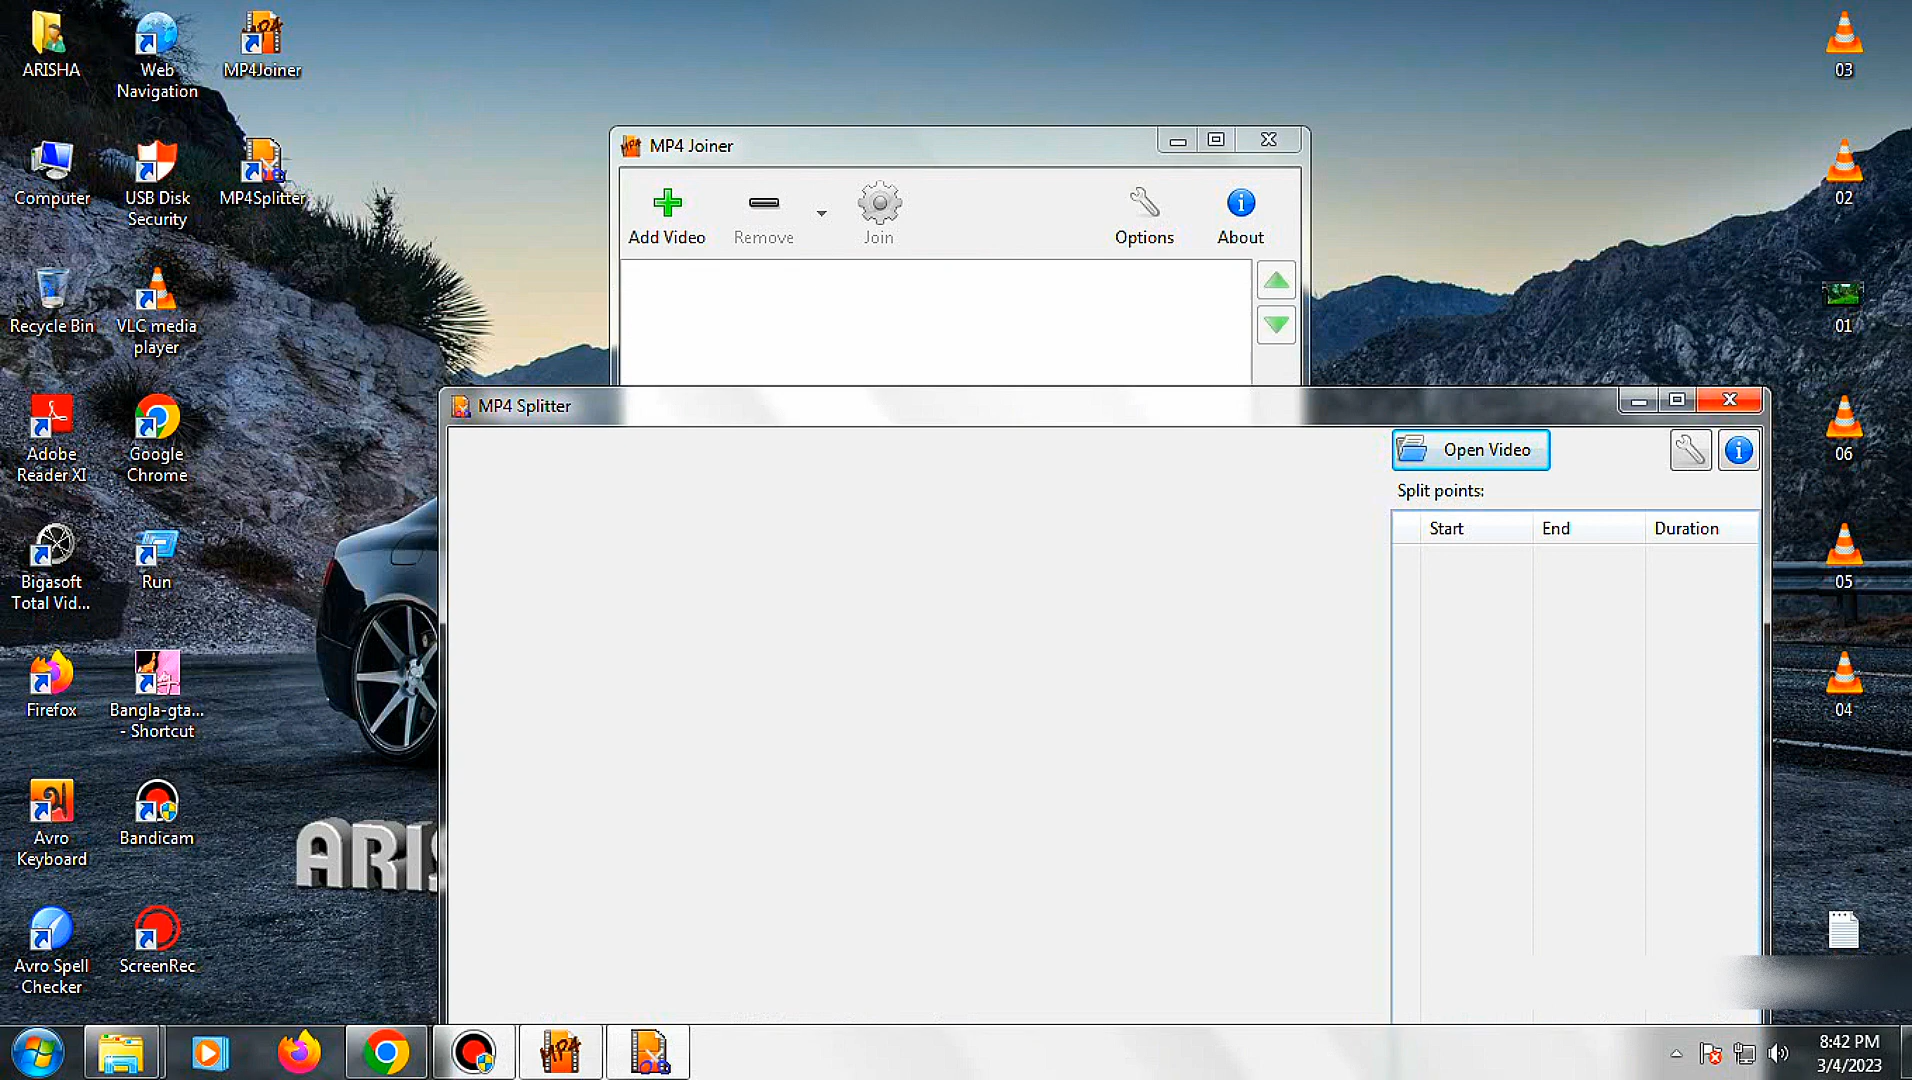 ARISHA
Web
Navigation
MP4Joiner
Computer
USB Disk
Security
MP4Splitter
Recycle Bin
VLC media
player
Adobe
Reader XI
Google
Chrome
Bigasoft
Total Vid...
Run
Firefox
Bangla-gta...
- Shortcut
Avro
Keyboard
Bandicam
Avro Spell
Checker
ScreenRec
MP4 Joiner
Add Video
Remove
Join
Options
About
MP4 Splitter
Open Video
Split points:
Start End Duration
ARIS
03
02
01
06
05
04
MP4
8:42 PM
3/4/2023